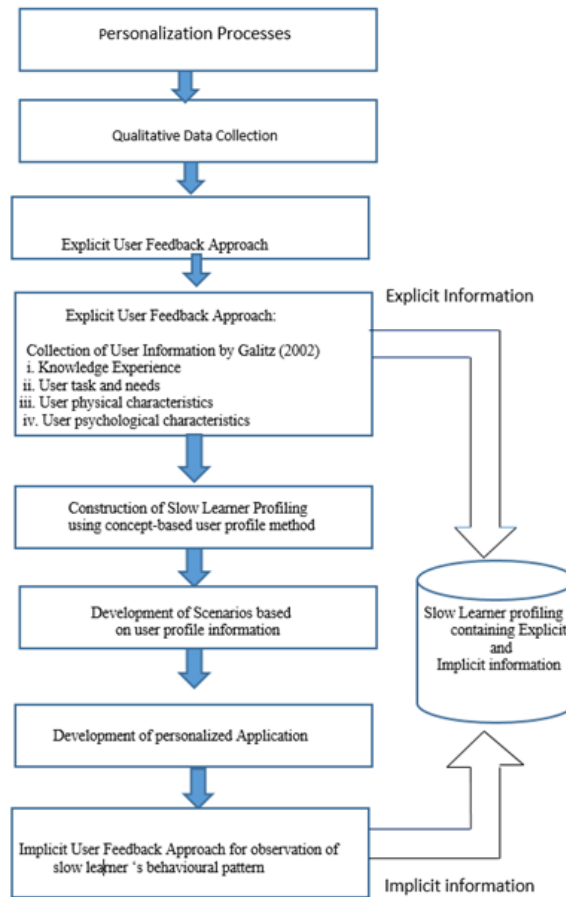 Personalization Processes
Qualitative Data Collection
Explicit User Feedback Approach
Explicit User Feedback Approach:
Collection of User Information by Galitz (2002)
i. Knowledge Experience
ii. User task and needs
iii. User physical characteristics
iv. User psychological characteristics
Explicit Information
Construction of Slow Learner Profiling
using concept-based user profile method
Development of Scenarios based
on user profile information
Slow Learner profiling
containing Explicit
and
Implicit information
Development of personalized Application
Implicit User Feedback Approach for observation of
slow learner ‘s behavioural pattern
Implicit information